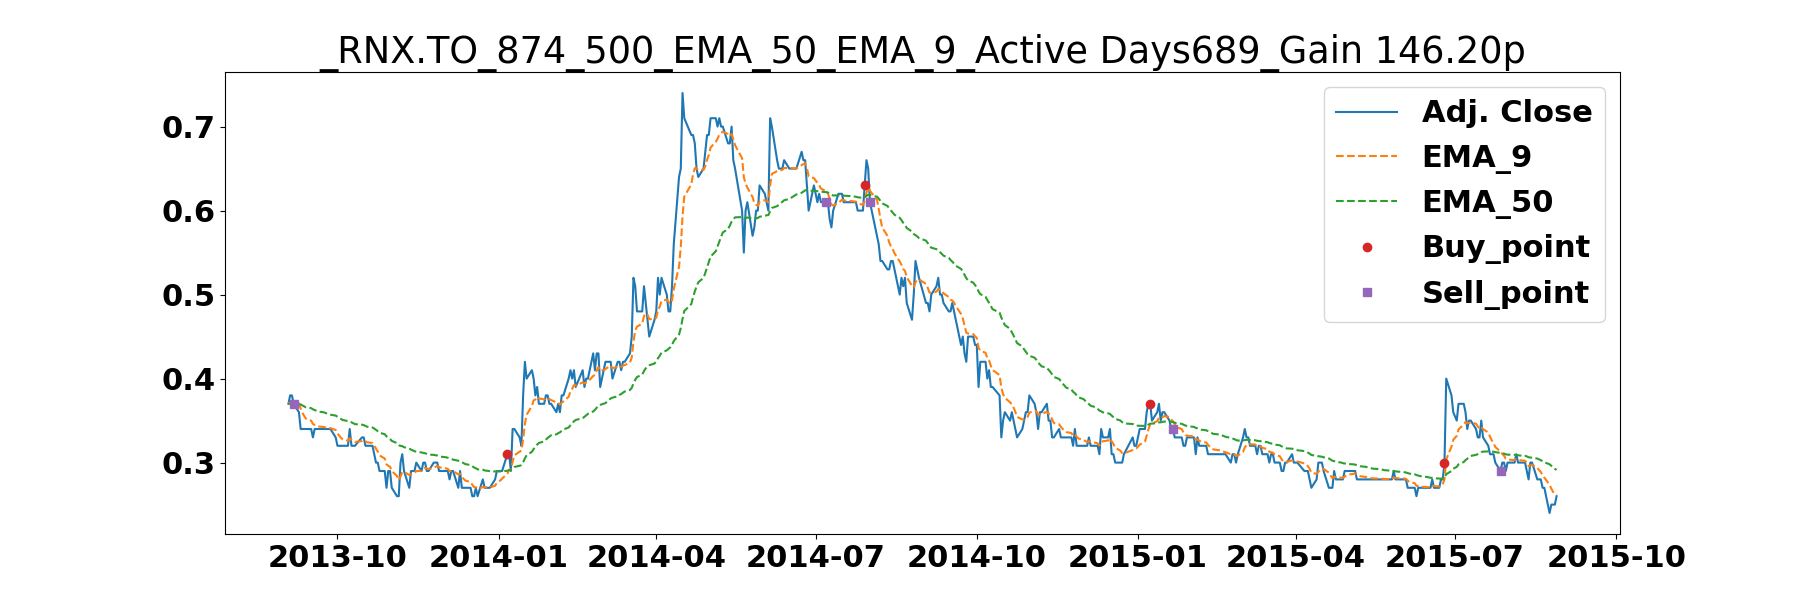 _RNX.TO_874_500_EMA_50_EMA_9_Active Days689_Gain 146.20p
0.7
0.6
0.5
0.4
0.3
Adj. Close
EMA_9
EMA_50
Buy_point
Sell_point
2013-10 2014-01 2014-04 2014-07 2014-10 2015-01 2015-04 2015-07 2015-10